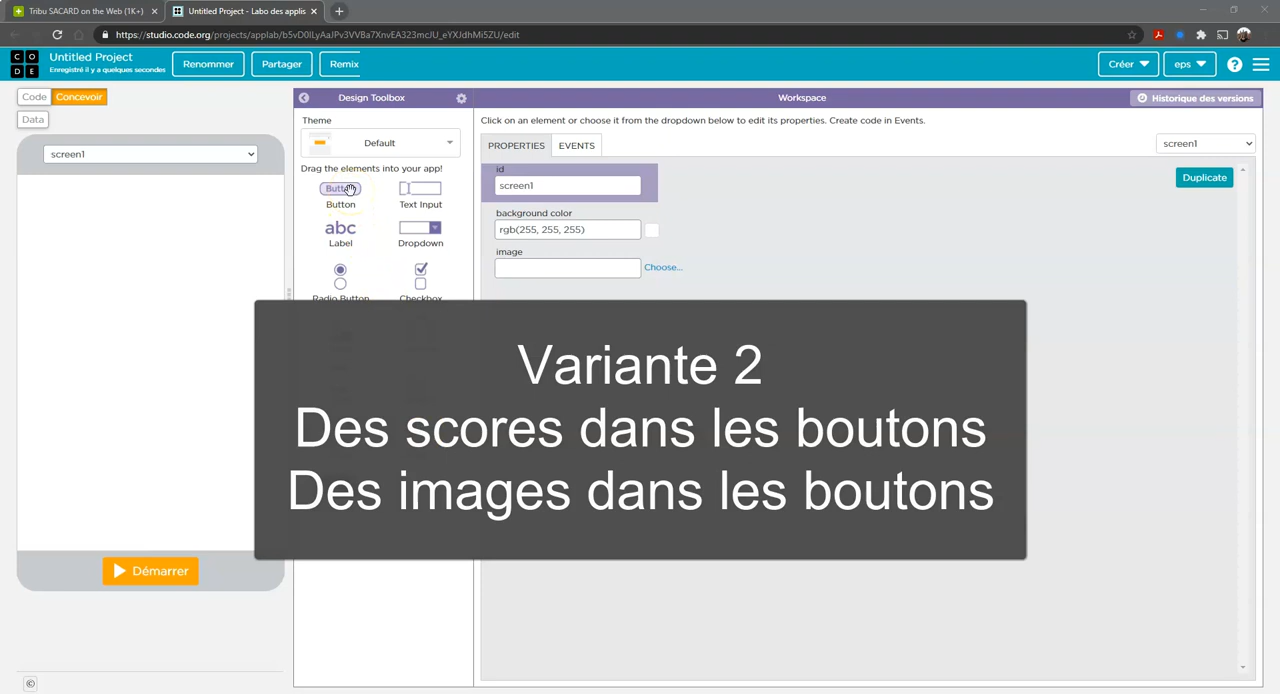 Tribu SACARD on the Web (1K+)
Untitled Project - Labo des applis
https://studio.code.org/projects/applab/b5vD0ILyAaJPv3VVBa7XnvEA323mcJU_eYXJdhMi5ZU/edit
CO
DE
Untitled Project
Enregistré il y a quelques secondes
Renommer
Partager
Remix
Créer
eps
?
Code
Concevoir
Data
Design Toolbox
Workspace
Historique des versions
Theme
Default
Click on an element or choose it from the dropdown below to edit its properties. Create code in Events.
screen1
PROPERTIES
EVENTS
screen1
Drag the elements into your app!
id
screen1
Duplicate
Button
Text Input
background color
rgb(255, 255, 255)
abc
Label
Dropdown
image
Choose...
Radio Button
Checkbox
Variante 2
Des scores dans les boutons
Des images dans les boutons
Démarrer
©